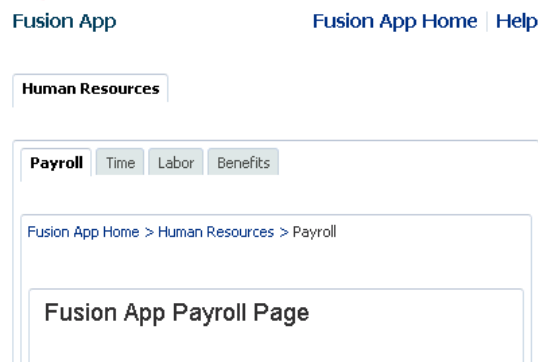 Fusion App Fusion App Home Help
Human Resources
Payroll Time Labor Benefits
Fusion App Home > Human Resources > Payroll
Fusion App Payroll Page